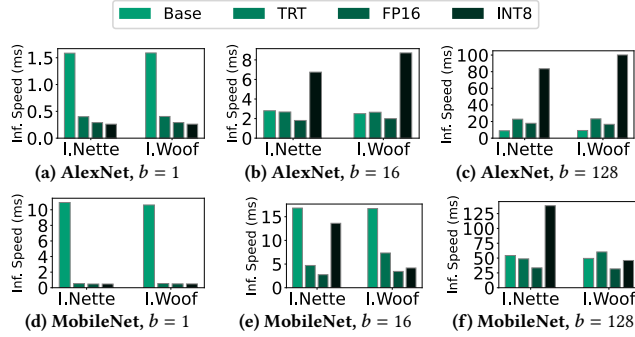 Base TRT FP16 INT8
Inf. Speed (ms)
1.5
1.0
0.5
0.0
I.Nette I.Woof
(a) AlexNet, b = 1
Inf. Speed (ms)
8
6
4
2
0
I.Nette I.Woof
(b) AlexNet, b = 16
Inf. Speed (ms)
100
80
60
40
20
0
I.Nette I.Woof
(c) AlexNet, b = 128
Inf. Speed (ms)
10
8
6
4
2
0
I.Nette I.Woof
(d) MobileNet, b = 1
Inf. Speed (ms)
15
10
5
0
I.Nette I.Woof
(e) MobileNet, b = 16
Inf. Speed (ms)
125
100
75
50
25
0
I.Nette I.Woof
(f) MobileNet, b = 128